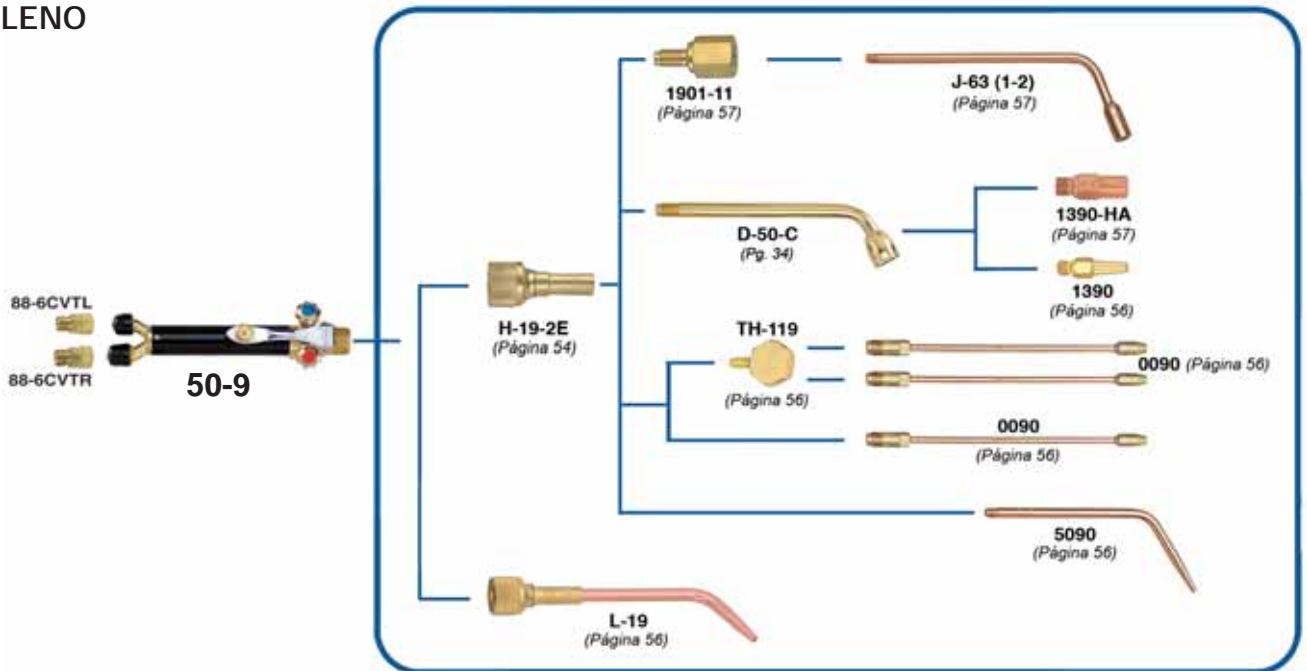 LENO
1901-11
(Página 57)
J-63 (1-2)
(Página 57)
D-50-C
(Pg. 34)
1390-HA
(Página 57)
1390
(Página 56)
88-6CVTL
88-6CVTR
50-9
H-19-2E
(Página 54)
TH-119
(Página 56)
0090 (Página 56)
0090
(Página 56)
5090
(Página 56)
L-19
(Página 56)